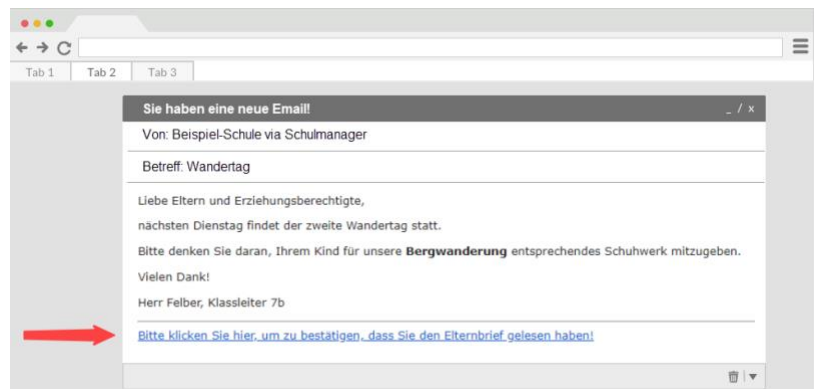 Tab 1
Tab 2
Tab 3
Sie haben eine neue Email!
_ / x
Von: Beispiel-Schule via Schulmanager
Betreff: Wandertag
Liebe Eltern und Erziehungsberechtigte,
nächsten Dienstag findet der zweite Wandertag statt.
Bitte denken Sie daran, Ihrem Kind für unsere Bergwanderung entsprechendes Schuhwerk mitzugeben.
Vielen Dank!
Herr Felber, Klassleiter 7b
Bitte klicken Sie hier, um zu bestätigen, dass Sie den Elternbrief gelesen haben!